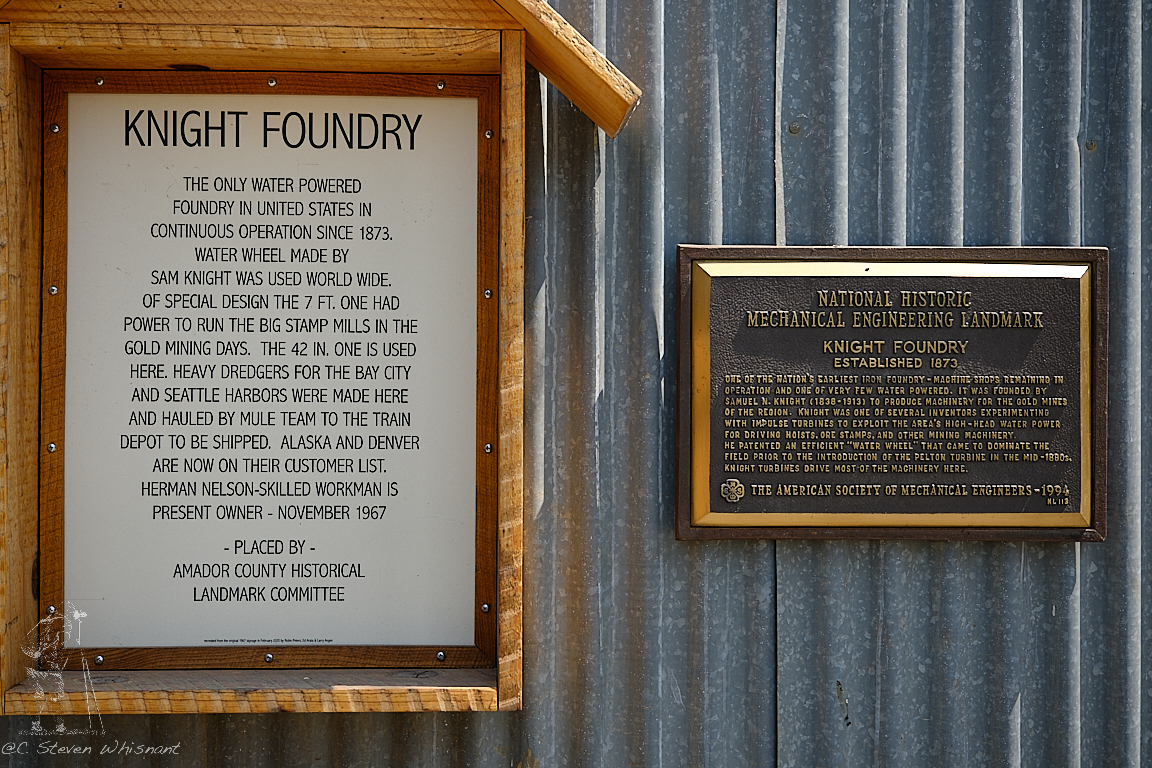 KNIGHT FOUNDRY
THE ONLY WATER POWERED
FOUNDRY IN UNITED STATES IN
CONTINUOUS OPERATION SINCE 1873.
WATER WHEEL MADE BY
SAM KNIGHT WAS USED WORLD WIDE.
OF SPECIAL DESIGN THE 7 FT. ONE HAD
POWER TO RUN THE BIG STAMP MILLS IN THE
GOLD MINING DAYS. THE 42 IN. ONE IS USED
HERE. HEAVY DREDGERS FOR THE BAY CITY
AND SEATTLE HARBORS WERE MADE HERE
AND HAULED BY MULE TEAM TO THE TRAIN
DEPOT TO BE SHIPPED. ALASKA AND DENVER
ARE NOW ON THEIR CUSTOMER LIST.
HERMAN NELSON-SKILLED WORKMAN IS
PRESENT OWNER - NOVEMBER 1967
- PLACED BY -
AMADOR COUNTY HISTORICAL
LANDMARK COMMITTEE
NATIONAL HISTORIC
MECHANICAL ENGINEERING LANDMARK
KNIGHT FOUNDRY
ESTABLISHED 1873
ONE OF THE NATION'S EARLIEST IRON FOUNDRY - MACHINE SHOPS REMAINING IN
OPERATION AND ONE OF VERY FEW WATER POWERED. IT WAS FOUNDED BY
SAMUEL N. KNIGHT (1838-1913) TO PRODUCE MACHINERY FOR THE GOLD MINES
OF THE REGION. KNIGHT WAS ONE OF SEVERAL INVENTORS EXPERIMENTING
WITH IMPULSE TURBINES TO EXPLOIT THE AREA'S HIGH-HEAD WATER POWER
FOR DRIVING HOISTS, ORE STAMPS, AND OTHER MINING MACHINERY.
HE PATENTED AN EFFICIENT "WATER WHEEL" THAT CAME TO DOMINATE THE
FIELD PRIOR TO THE INTRODUCTION OF THE PELTON TURBINE IN THE MID-1880s.
KNIGHT TURBINES DRIVE MOST OF THE MACHINERY HERE.
THE AMERICAN SOCIETY OF MECHANICAL ENGINEERS - 1994
@C. Steven Whisnant